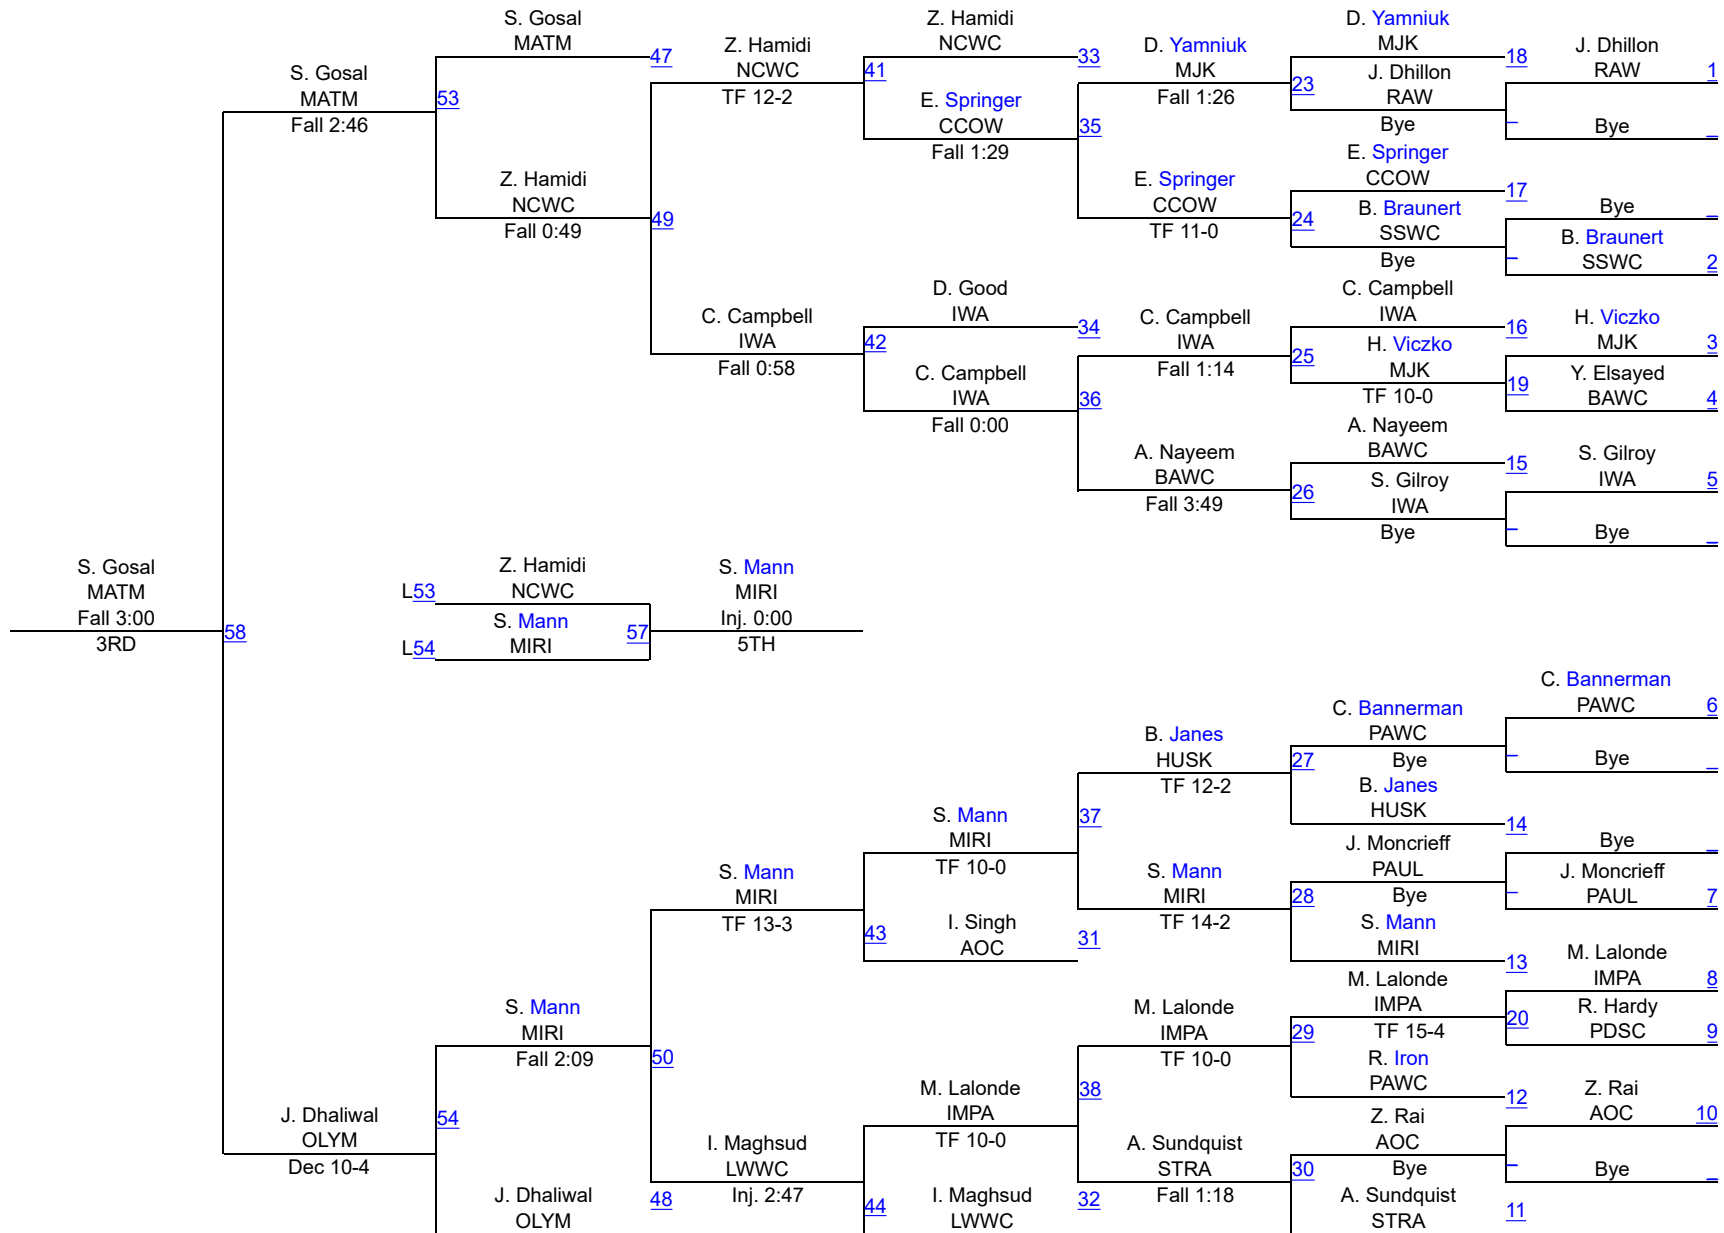 S. Gosal
MATM
47
Z. Hamidi
NCWC
33
D. Yamniuk
MJK
18
J. Dhillon
RAW
1
S. Gosal
MATM
Fall 2:46
53
Z. Hamidi
NCWC
TF 12-2
41
E. Springer
CCOW
Fall 1:29
D. Yamniuk
MJK
Fall 1:26
23
J. Dhillon
RAW
Bye
Bye
35
Z. Hamidi
NCWC
Fall 0:49
49
E. Springer
CCOW
TF 11-0
24
E. Springer
CCOW
17
B. Braunert
SSWC
Bye
Bye
B. Braunert
SSWC
2
C. Campbell
IWA
Fall 0:58
42
D. Good
IWA
34
C. Campbell
IWA
Fall 1:14
25
C. Campbell
IWA
16
H. Viczko
MJK
TF 10-0
19
H. Viczko
MJK
3
Y. Elsayed
BAWC
4
C. Campbell
IWA
Fall 0:00
36
A. Nayeem
BAWC
Fall 3:49
26
A. Nayeem
BAWC
15
S. Gilroy
IWA
Bye
S. Gilroy
IWA
5
Bye
S. Gosal
MATM
Fall 3:00
3RD
58
L53
Z. Hamidi
NCWC
L54
S. Mann
MIRI
57
S. Mann
MIRI
Inj. 0:00
5TH
C. Bannerman
PAWC
6
Bye
B. Janes
HUSK
TF 12-2
27
C. Bannerman
PAWC
Bye
B. Janes
HUSK
14
S. Mann
MIRI
TF 10-0
37
S. Mann
MIRI
TF 14-2
28
J. Moncrieff
PAUL
Bye
S. Mann
MIRI
13
Bye
J. Moncrieff
PAUL
7
S. Mann
MIRI
TF 13-3
43
I. Singh
AOC
31
S. Mann
MIRI
Fall 2:09
50
M. Lalonde
IMPA
TF 10-0
29
M. Lalonde
IMPA
TF 15-4
20
M. Lalonde
IMPA
8
R. Hardy
PDSC
9
R. Iron
PAWC
12
J. Dhaliwal
OLYM
Dec 10-4
54
I. Maghsud
LWWC
Inj. 2:47
44
M. Lalonde
IMPA
TF 10-0
38
A. Sundquist
STRA
Fall 1:18
30
Z. Rai
AOC
Bye
Z. Rai
AOC
10
Bye
J. Dhaliwal
OLYM
48
I. Maghsud
LWWC
32
A. Sundquist
STRA
11